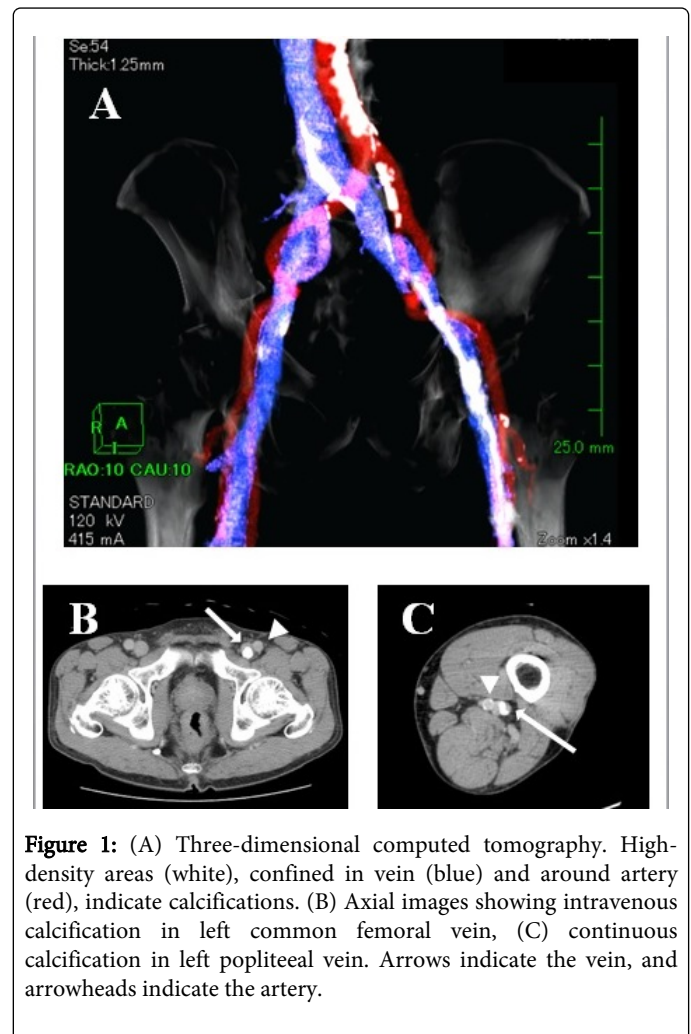 Se:54
Thick:1.25mm
A
R A
I
25.0 mm
RAO:10 CAU:10
STANDARD
120 kV
415 mA
Zoom x1.4
B
C
Figure 1: (A) Three-dimensional computed tomography. High-
density areas (white), confined in vein (blue) and around artery
(red), indicate calcifications. (B) Axial images showing intravenous
calcification in left common femoral vein, (C) continuous
calcification in left popliteeal vein. Arrows indicate the vein, and
arrowheads indicate the artery.